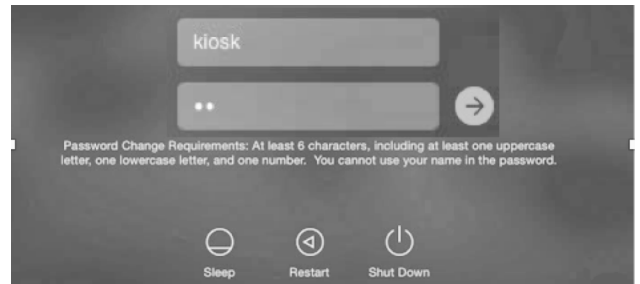 kiosk
••
Password Change Requirements: At least 6 characters, including at least one uppercase
letter, one lowercase letter, and one number.  You cannot use your name in the password.
Sleep
Restart
Shut Down